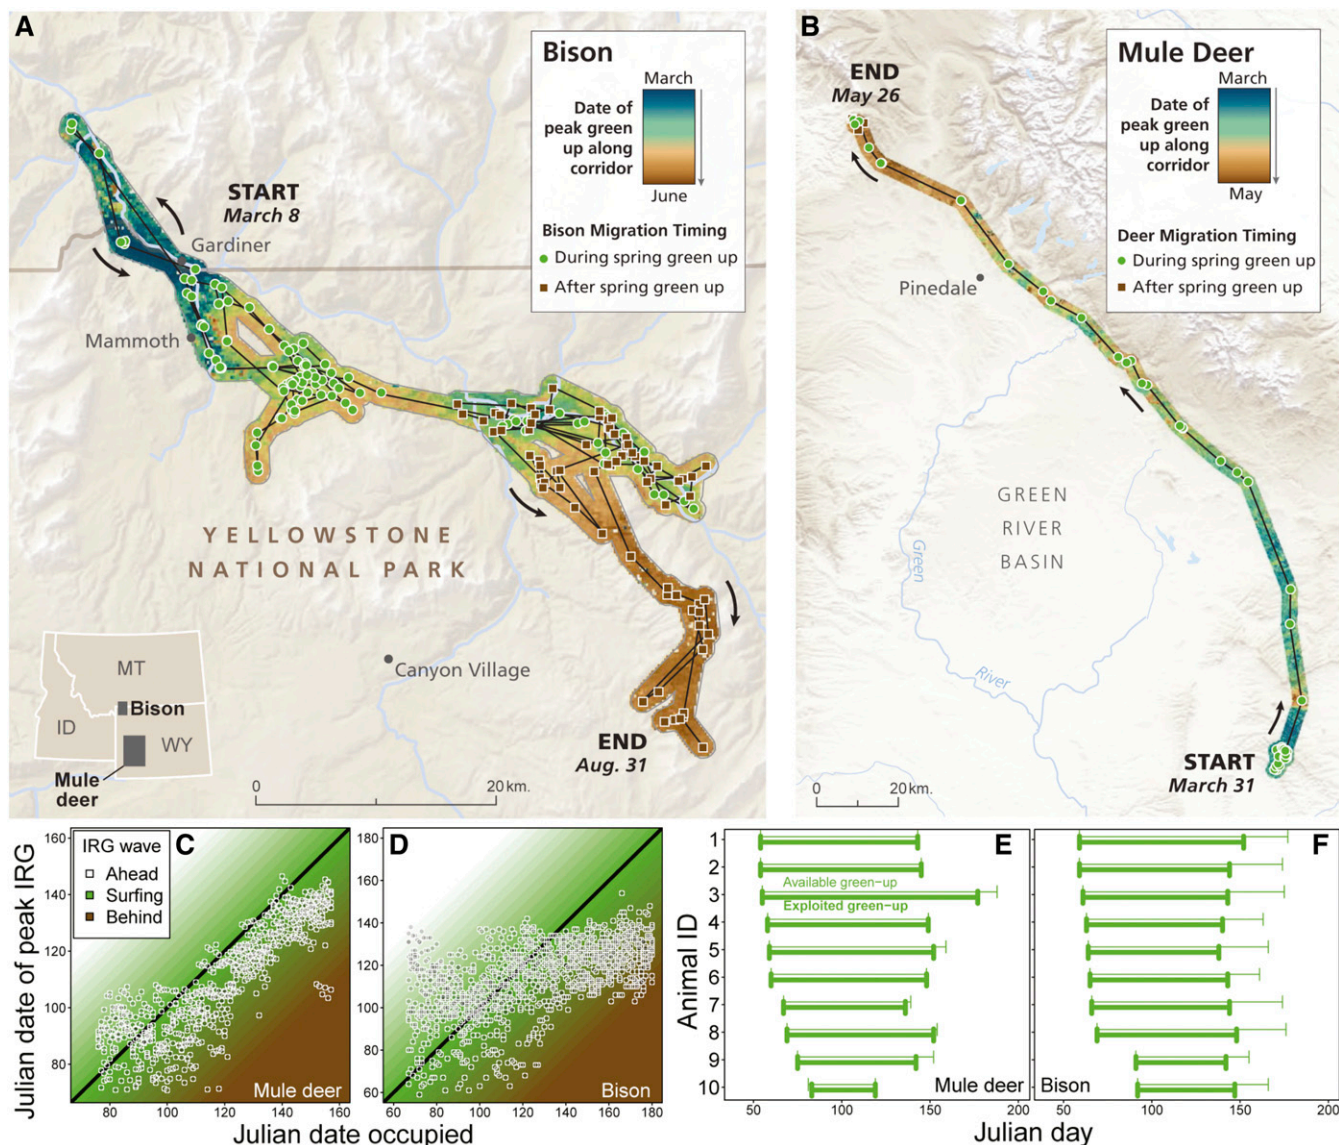 A
Bison
March
Date of
peak green
up along
corridor
June
Bison Migration Timing
During spring green up
After spring green up
START
March 8
Gardiner
Mammoth
YELLOWSTONE
NATIONAL PARK
Canyon Village
END
Aug. 31
0
20 km.
MT
Bison
ID
WY
Mule
deer
B
Mule Deer
March
Date of
peak green
up along
corridor
May
Deer Migration Timing
During spring green up
After spring green up
END
May 26
Pinedale
GREEN
RIVER
BASIN
Green
River
START
March 31
0
20 km.
C
IRG wave
Ahead
Surfing
Behind
Mule deer
160
140
120
100
80
80
100
120
140
160
Julian date of peak IRG
Julian date occupied
D
Bison
180
160
140
120
100
80
60
60
80
100
120
140
160
180
E
Available green-up
Exploited green-up
Mule deer
Animal ID
1
2
3
4
5
6
7
8
9
10
50
100
150
200
F
Bison
50
100
150
200
Julian day